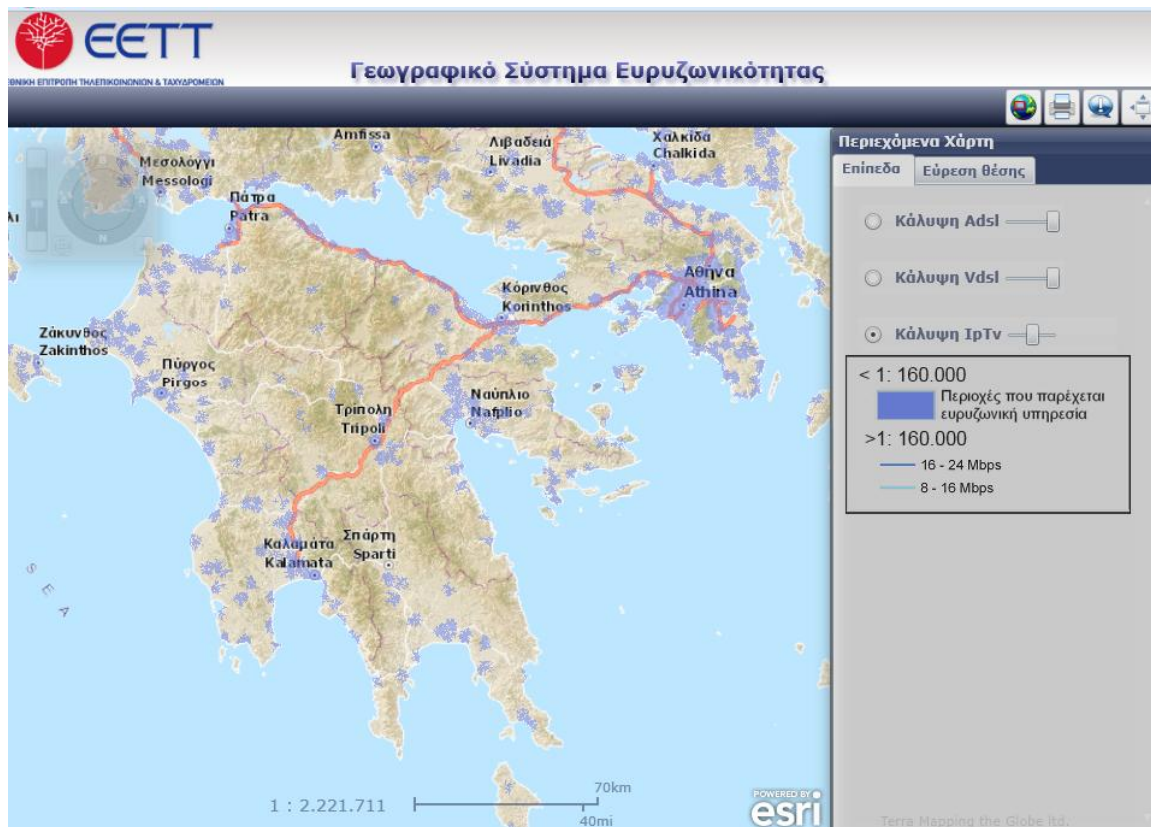 ΕΕΤΤ
ΕΘΝΙΚΗ ΕΠΙΤΡΟΠΗ ΤΗΛΕΠΙΚΟΙΝΩΝΙΩΝ & ΤΑΧΥΔΡΟΜΕΙΩΝ
Γεωγραφικό Σύστημα Ευρυζωνικότητας
Περιεχόμενα Χάρτη
Επίπεδα
Εύρεση θέσης
Κάλυψη Adsl
Κάλυψη Vdsl
Κάλυψη IpTv
< 1: 160.000
Περιοχές που παρέχεται
ευρυζωνική υπηρεσία
>1: 160.000
16 - 24 Mbps
8 - 16 Mbps
Amfissa
Λιβαδειά
Livadia
Χαλκίδα
Chalkida
Μεσολόγγι
Messologi
Πάτρα
Patra
Αθήνα
Athina
Κόρινθος
Korinthos
Ζάκυνθος
Zakinthos
Πύργος
Pirgos
Ναύπλιο
Nafplio
Τρίπολη
Tripoli
Σπάρτη
Sparti
Καλαμάτα
Kalamata
SEA
1 : 2.221.711
70km
40mi
POWERED BY
esri
Terra Mapping the Globe ltd.